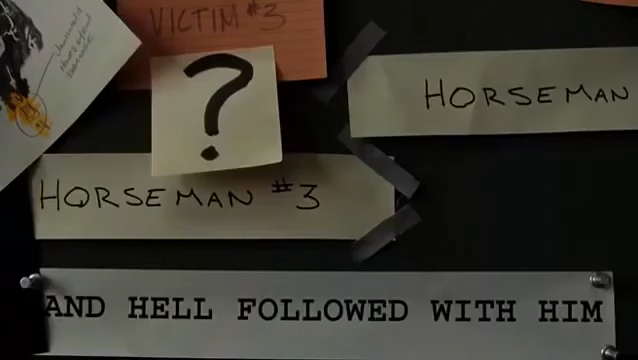 VICTIM #3
?
HORSEMAN
HORSEMAN #3
AND HELL FOLLOWED WITH HIM